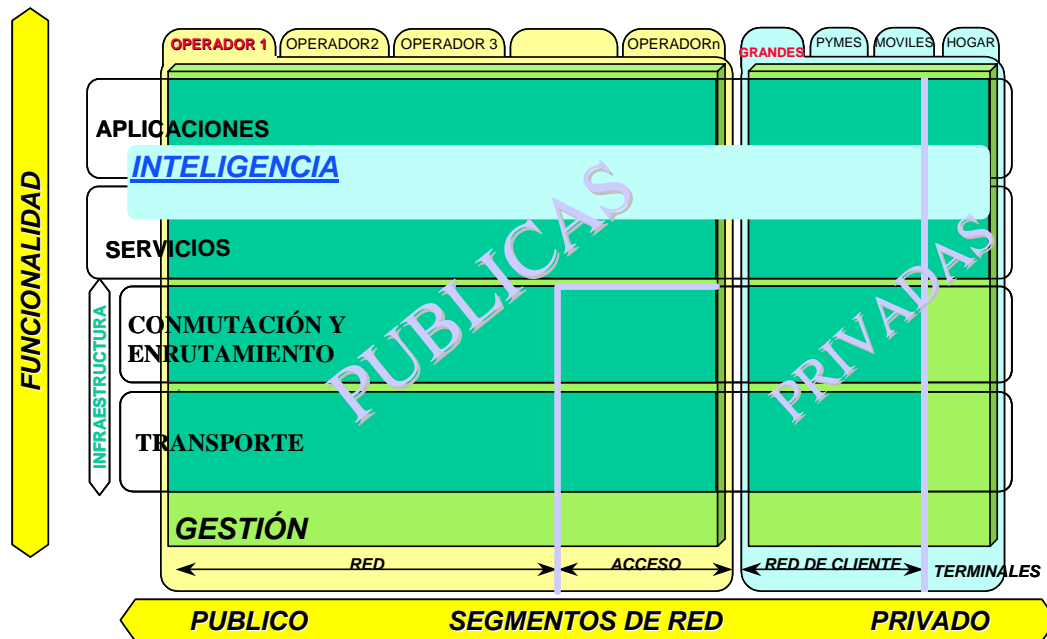 OPERADOR 1
OPERADOR2
OPERADOR 3
OPERADORn
GRANDES
PYMES
MOVILES
HOGAR
APLICACIONES
INTELIGENCIA
SERVICIOS
CONMUTACIÓN Y
ENRUTAMIENTO
TRANSPORTE
GESTIÓN
PUBLICAS
PRIVADAS
FUNCIONALIDAD
INFRAESTRUCTURA
RED
ACCESO
RED DE CLIENTE
TERMINALES
PUBLICO
SEGMENTOS DE RED
PRIVADO